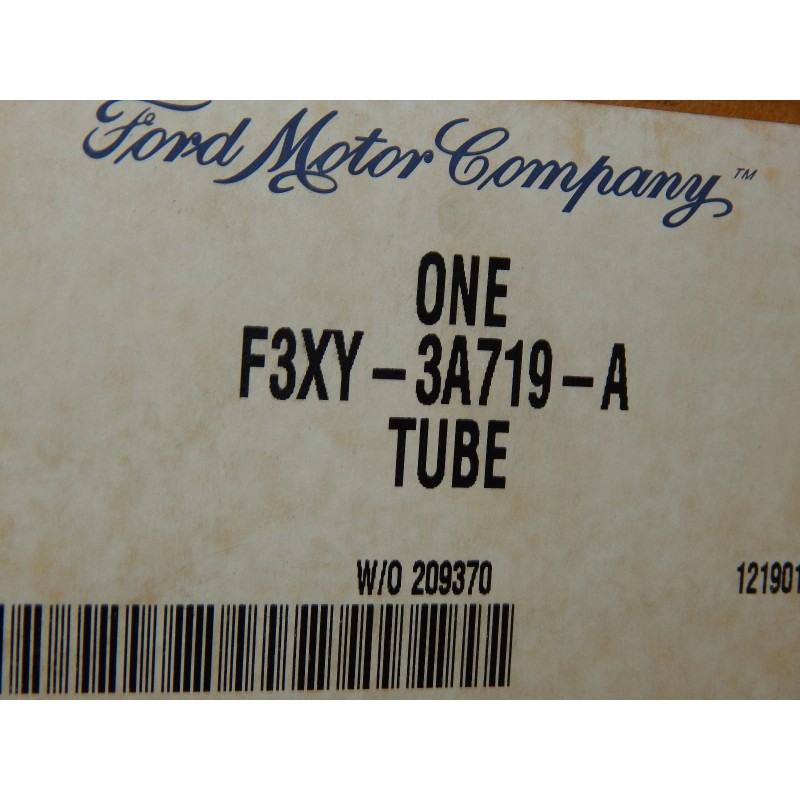 Ford Motor Company™
ONE
F3XY-3A719-A
TUBE
W/O 209370
121901